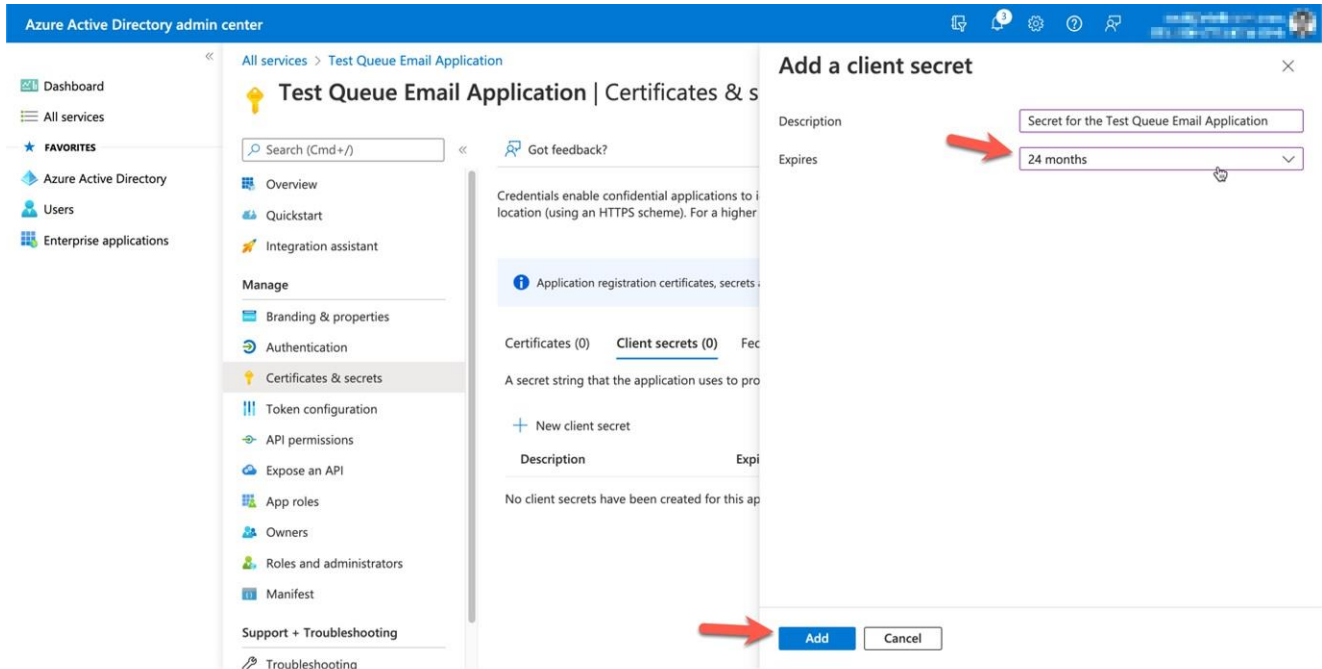 Azure Active Directory admin center
3
«
Dashboard
All services
FAVORITES
Azure Active Directory
Users
Enterprise applications
All services > Test Queue Email Application
Test Queue Email Application | Certificates & s
Search (Cmd+/)
«
Overview
Quickstart
Integration assistant
Manage
Branding & properties
Authentication
Certificates & secrets
Token configuration
API permissions
Expose an API
App roles
Owners
Roles and administrators
Manifest
Support + Troubleshooting
Troubleshooting
Got feedback?
Credentials enable confidential applications to i
location (using an HTTPS scheme). For a higher
Application registration certificates, secrets
Certificates (0) Client secrets (0) Fed
A secret string that the application uses to pro
New client secret
Description Expi
No client secrets have been created for this ap
Add a client secret
Description Secret for the Test Queue Email Application
Expires 24 months
Add Cancel